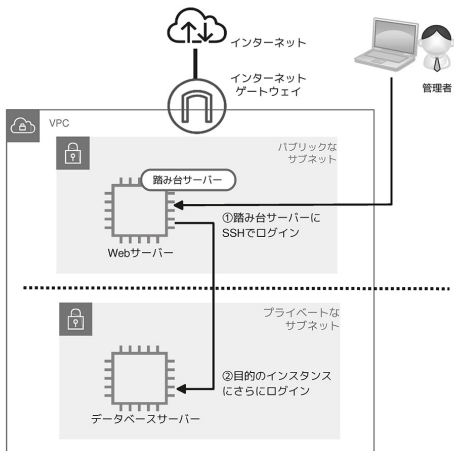 インターネット
インターネット
ゲートウェイ
管理者
VPC
パブリックな
サブネット
踏み台サーバー
①踏み台サーバーに
SSHでログイン
Webサーバー
プライベートな
サブネット
②目的のインスタンス
にさらにログイン
データベースサーバー